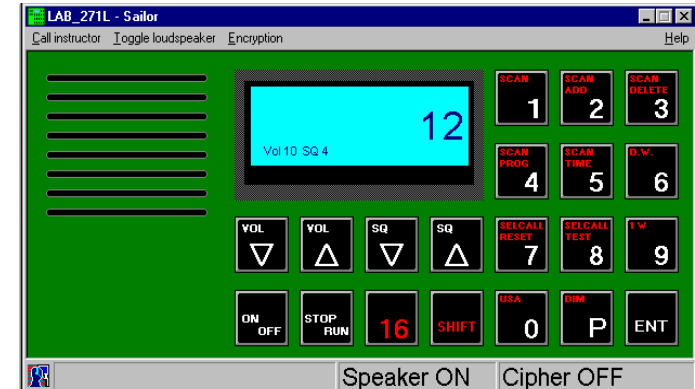 LAB_271L - Sailor
Call instructor Toggle loudspeaker Encryption Help
12
Vol 10 SQ 4
SCAN 1
SCAN ADD 2
SCAN DELETE 3
SCAN PROG 4
SCAN TIME 5
D.W. 6
VOL
VOL
SQ
SQ
SELCALL RESET 7
SELCALL TEST 8
1W 9
ON OFF
STOP RUN
16
SHIFT
USA 0
DIM P
ENT
Speaker ON Cipher OFF